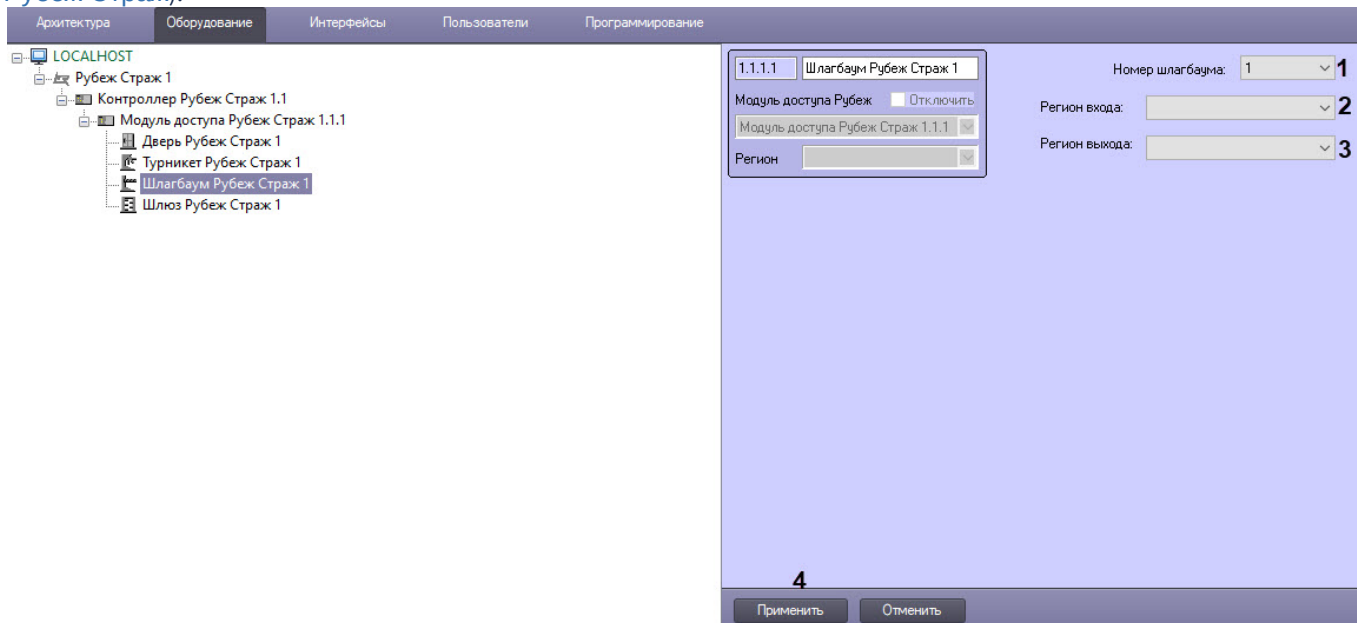 Рубеж Страж).
Архитектура Оборудование Интерфейсы Пользователи Программирование
LOCALHOST
Рубеж Страж 1
Контроллер Рубеж Страж 1.1
Модуль доступа Рубеж Страж 1.1.1
Дверь Рубеж Страж 1
Турникет Рубеж Страж 1
Шлагбаум Рубеж Страж 1
Шлюз Рубеж Страж 1
1.1.1.1 Шлагбаум Рубеж Страж 1
Модуль доступа Рубеж Отключить
Модуль доступа Рубеж Страж 1.1.1
Регион
Номер шлагбаума: 1 1
Регион входа: 2
Регион выхода: 3
4
Применить Отменить